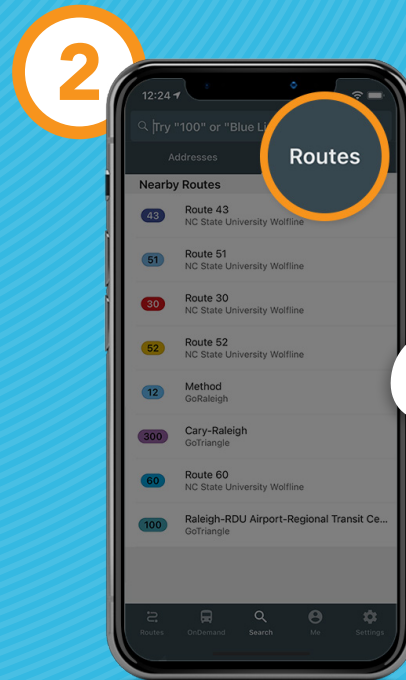 2
12:24
Try "100" or "Blue Li
Addresses
Routes
Nearby Routes
43
Route 43
NC State University Wolfline
51
Route 51
NC State University Wolfline
30
Route 30
NC State University Wolfline
52
Route 52
NC State University Wolfline
12
Method
GoRaleigh
300
Cary-Raleigh
GoTriangle
60
Route 60
NC State University Wolfline
100
Raleigh-RDU Airport-Regional Transit Ce...
GoTriangle
Routes
OnDemand
Search
Me
Settings